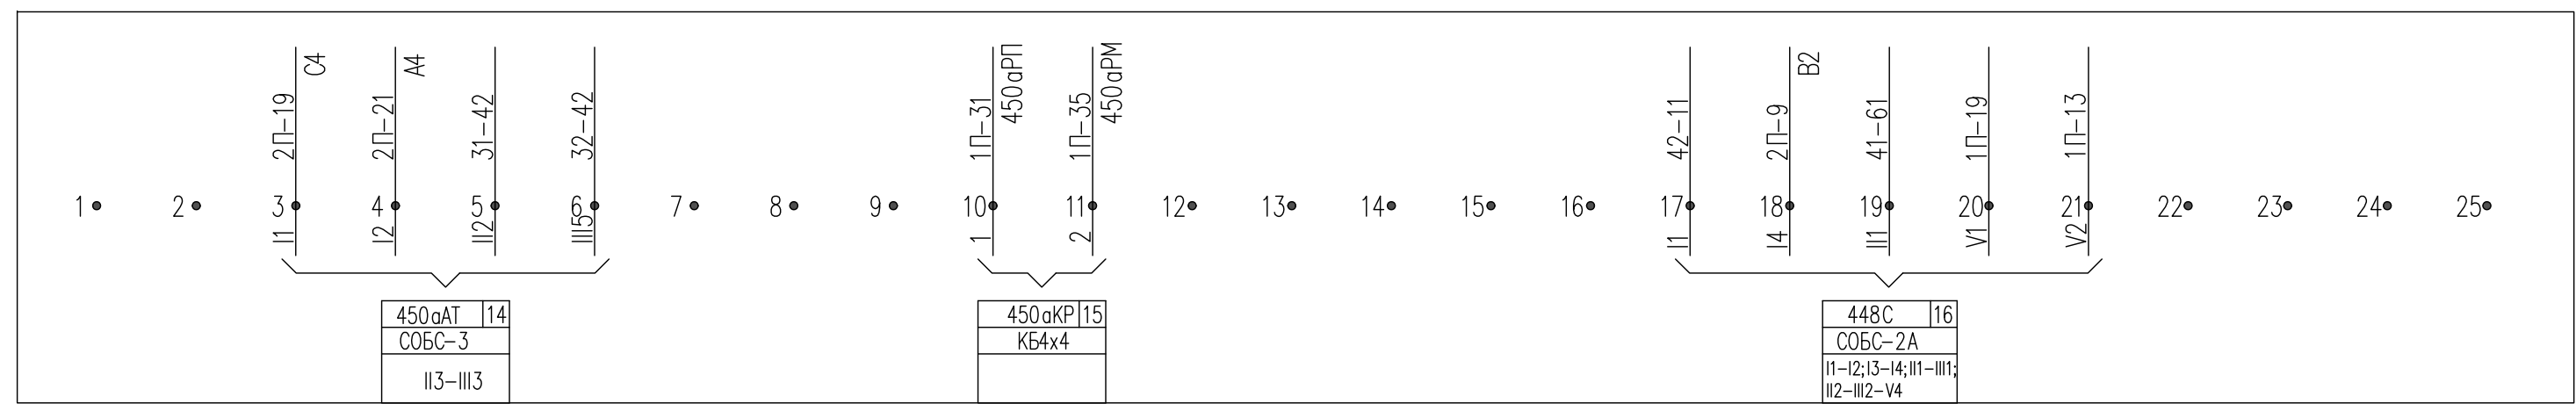 С4
А4
450аРП
450аРМ
В2
2П-19
2П-21
31-42
32-42
1П-31
1П-35
42-11
2П-9
41-61
1П-19
1П-13
1 2 3 4 5 6 7 8 9 10 11 12 13 14 15 16 17 18 19 20 21 22 23 24 25
I1
I2
II2
III5
1
2
I1
I4
II1
V1
V2
450аАТ 14
СОБС-3
II3-III3
450аКР 15
КБ4х4
448С 16
СОБС-2А
I1-I2;I3-I4;II1-III1;
II2-III2-V4